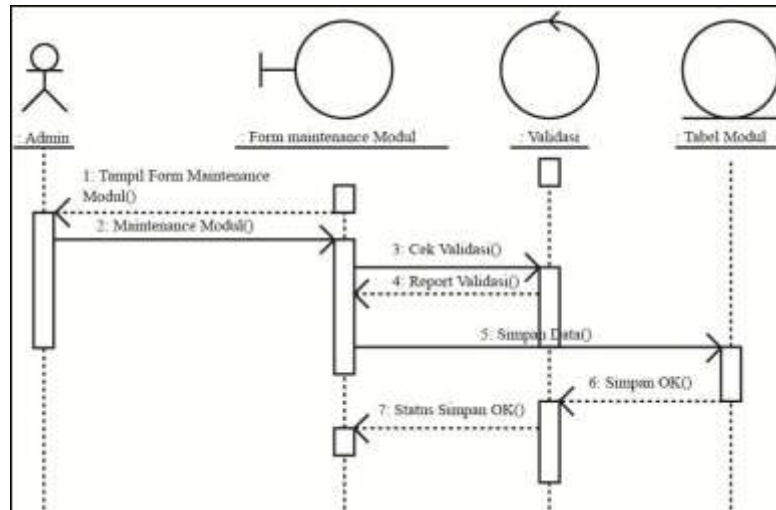 : Admin
: Form maintenance Modul
: Validasi
: Tabel Modul
1: Tampil Form Maintenance
Modul()
2: Maintenance Modul()
3: Cek Validasi()
4: Report Validasi()
5: Simpan Data()
6: Simpan OK()
7: Status Simpan OK()